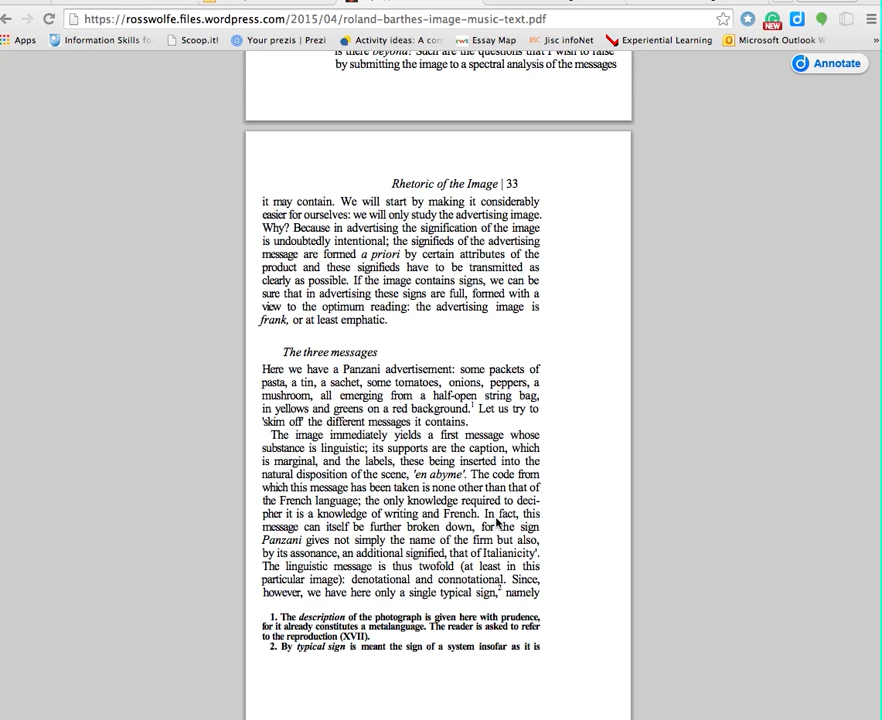 https://rosswolfe.files.wordpress.com/2015/04/roland-barthes-image-music-text.pdf
Apps Information Skills fo Scoop.it! Your prezis | Prezi Activity ideas: A con rwt Essay Map JISC Jisc infoNet Experiential Learning Microsoft Outlook W »
NEW
Annotate
is there beyond? Such are the questions that I wish to raise
by submitting the image to a spectral analysis of the messages
Rhetoric of the Image | 33
it may contain. We will start by making it considerably
easier for ourselves: we will only study the advertising image.
Why? Because in advertising the signification of the image
is undoubtedly intentional; the signifieds of the advertising
message are formed a priori by certain attributes of the
product and these signifieds have to be transmitted as
clearly as possible. If the image contains signs, we can be
sure that in advertising these signs are full, formed with a
view to the optimum reading: the advertising image is
frank, or at least emphatic.
The three messages
Here we have a Panzani advertisement: some packets of
pasta, a tin, a sachet, some tomatoes, onions, peppers, a
mushroom, all emerging from a half-open string bag,
in yellows and greens on a red background.1 Let us try to
'skim off' the different messages it contains.
The image immediately yields a first message whose
substance is linguistic; its supports are the caption, which
is marginal, and the labels, these being inserted into the
natural disposition of the scene, 'en abyme'. The code from
which this message has been taken is none other than that of
the French language; the only knowledge required to deci-
pher it is a knowledge of writing and French. In fact, this
message can itself be further broken down, for the sign
Panzani gives not simply the name of the firm but also,
by its assonance, an additional signified, that of Italianicity'.
The linguistic message is thus twofold (at least in this
particular image): denotational and connotational. Since,
however, we have here only a single typical sign,2 namely
1. The description of the photograph is given here with prudence,
for it already constitutes a metalanguage. The reader is asked to refer
to the reproduction (XVII).
2. By typical sign is meant the sign of a system insofar as it is